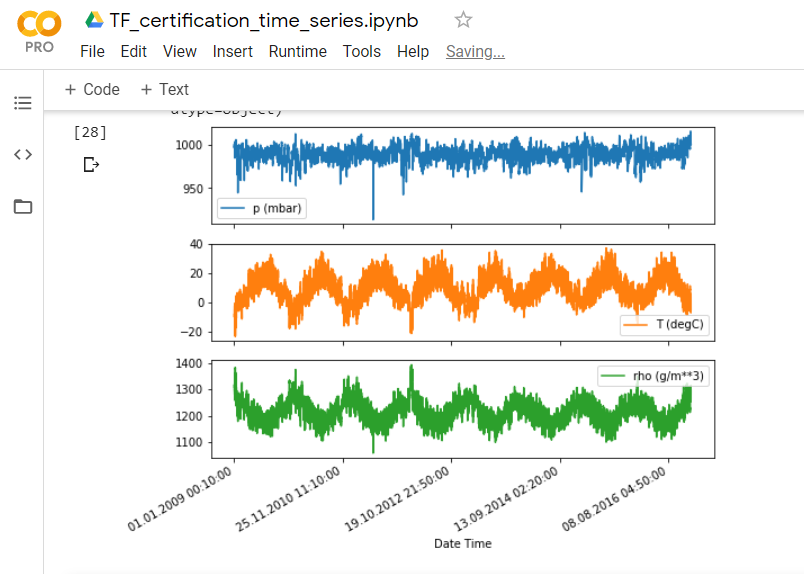 CO
PRO
TF_certification_time_series.ipynb
File Edit View Insert Runtime Tools Help Saving...
+ Code + Text
[28]
1000
950
p (mbar)
40
20
0
−20
T (degC)
1400
1300
1200
1100
rho (g/m**3)
01.01.2009 00:10:00
25.11.2010 11:10:00
19.10.2012 21:50:00
13.09.2014 02:20:00
08.08.2016 04:50:00
Date Time